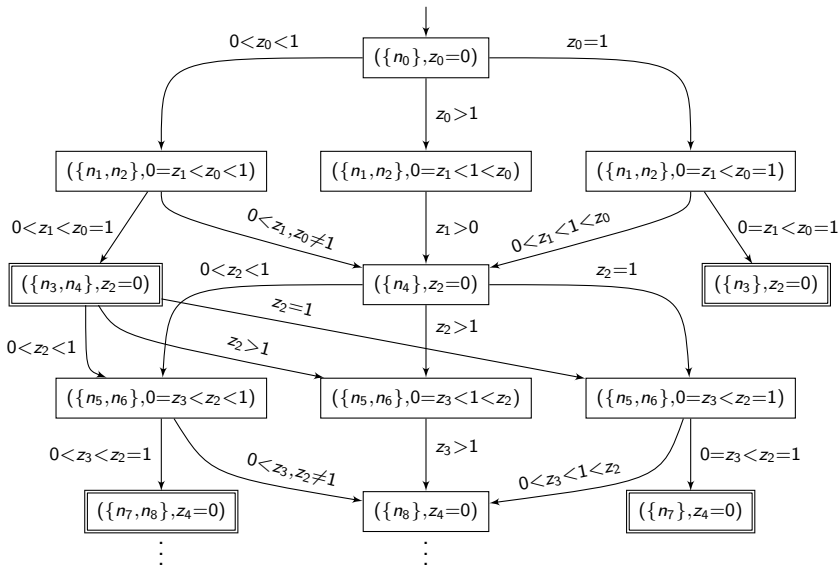 0<z₀<1
z₀=1
({n₀},z₀=0)
z₀>1
({n₁,n₂},0=z₁<z₀<1)
({n₁,n₂},0=z₁<1<z₀)
({n₁,n₂},0=z₁<z₀=1)
0<z₁<z₀=1
0<z₁,z₀≠1
z₁>0
0<z₁<1<z₀
0=z₁<z₀=1
({n₃,n₄},z₂=0)
0<z₂<1
({n₄},z₂=0)
z₂=1
({n₃},z₂=0)
z₂=1
0<z₂<1
z₂>1
z₂>1
({n₅,n₆},0=z₃<z₂<1)
({n₅,n₆},0=z₃<1<z₂)
({n₅,n₆},0=z₃<z₂=1)
0<z₃<z₂=1
0<z₃,z₂≠1
z₃>1
0<z₃<1<z₂
0=z₃<z₂=1
({n₇,n₈},z₄=0)
({n₈},z₄=0)
({n₇},z₄=0)
⋮
⋮